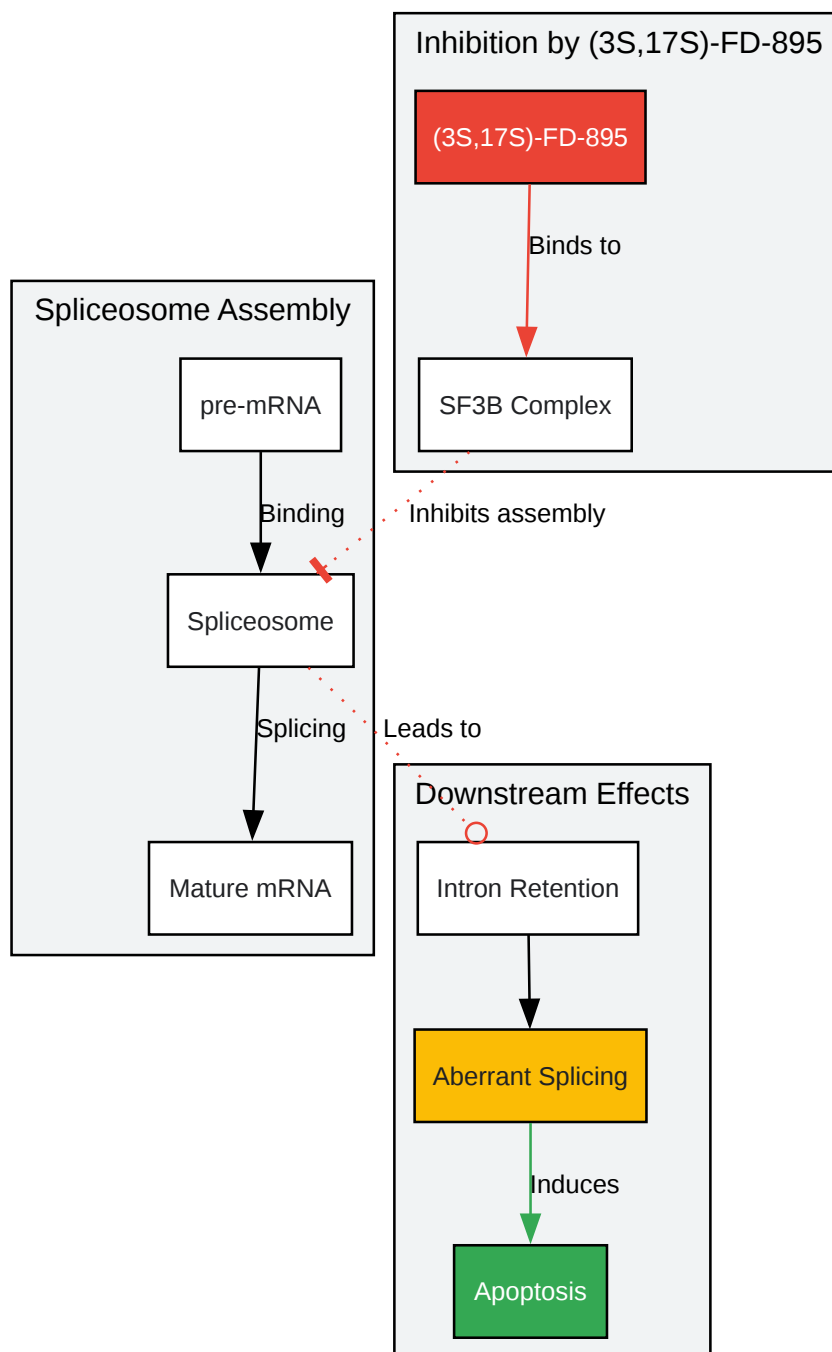 Inhibition by (3S,17S)-FD-895
(3S,17S)-FD-895
Binds to
SF3B Complex
Inhibits assembly
Spliceosome Assembly
pre-mRNA
Binding
Spliceosome
Splicing
Mature mRNA
Leads to
Downstream Effects
Intron Retention
Aberrant Splicing
Induces
Apoptosis